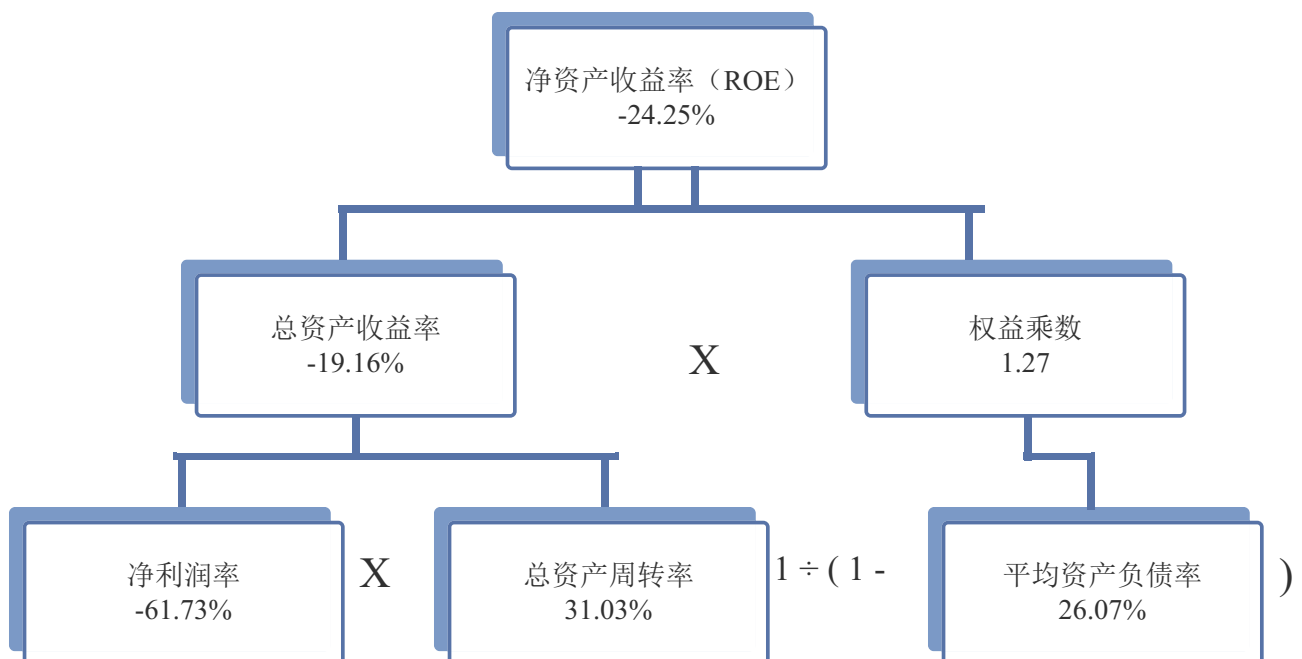 净资产收益率（ROE）
-24.25%
总资产收益率
-19.16%
X
权益乘数
1.27
净利润率
-61.73%
X
总资产周转率
31.03%
1 ÷ ( 1 -
平均资产负债率
26.07%
)